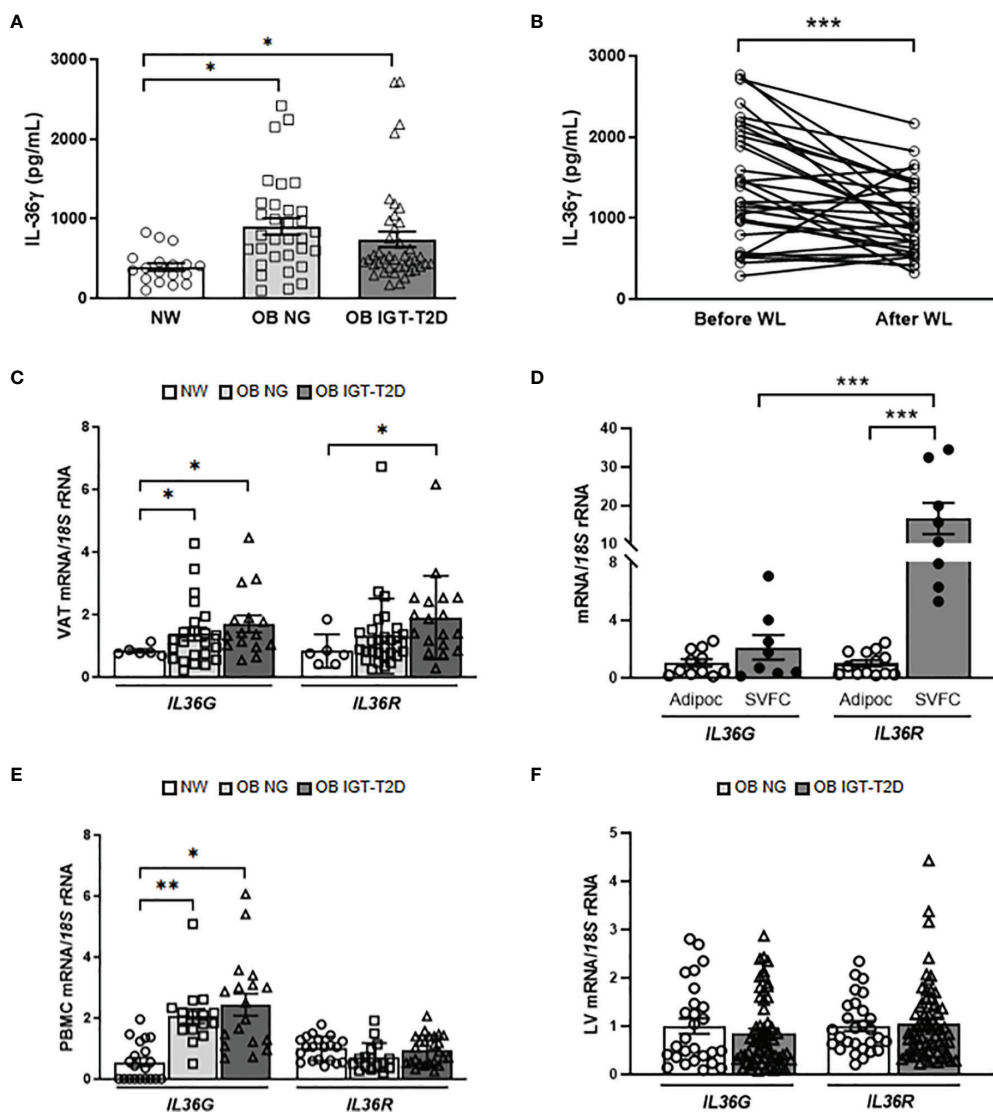 A
IL-36γ (pg/mL)
3000
2000
1000
0
*
*
NW
OB NG
OB IGT-T2D
B
IL-36γ (pg/mL)
3000
2000
1000
0
***
Before WL
After WL
C
NW OB NG OB IGT-T2D
VAT mRNA/18S rRNA
8
6
4
2
0
*
*
*
IL36G
IL36R
D
mRNA/18S rRNA
40
30
20
10
8
4
0
***
***
Adipoc SVFC Adipoc SVFC
IL36G
IL36R
E
NW OB NG OB IGT-T2D
PBMC mRNA/18S rRNA
8
6
4
2
0
*
**
IL36G
IL36R
F
OB NG OB IGT-T2D
LV mRNA/18S rRNA
5
4
3
2
1
0
IL36G
IL36R